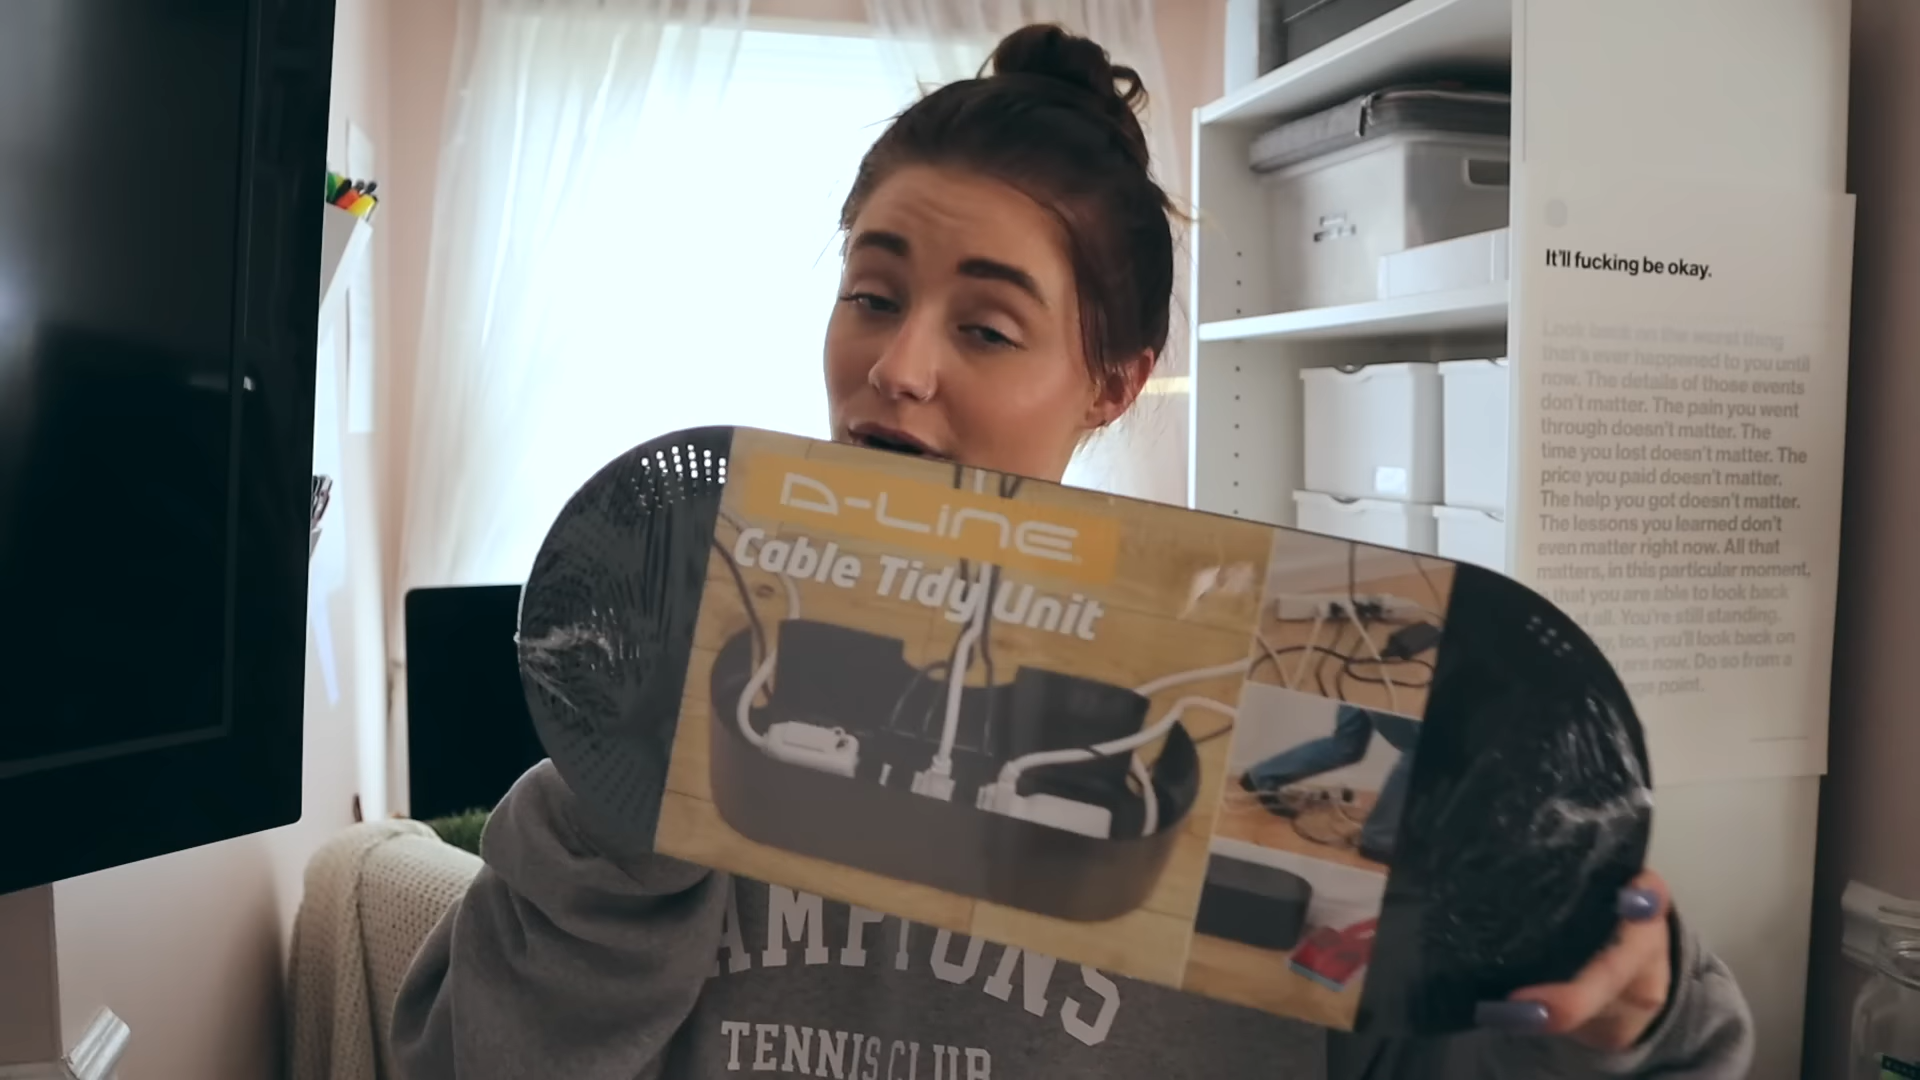 D-Line
Cable Tidy Unit
AMPTONS
TENNIS CLUB
It'll fucking be okay.
Look back on the worst thing
that's ever happened to you until
now. The details of those events
don't matter. The pain you went
through doesn't matter. The
time you lost doesn't matter. The
price you paid doesn't matter.
The help you got doesn't matter.
The lessons you learned don't
even matter right now. All that
matters, in this particular moment,
that you are able to look back
at all. You're still standing.
too, you'll look back on
are now. Do so from a
point.